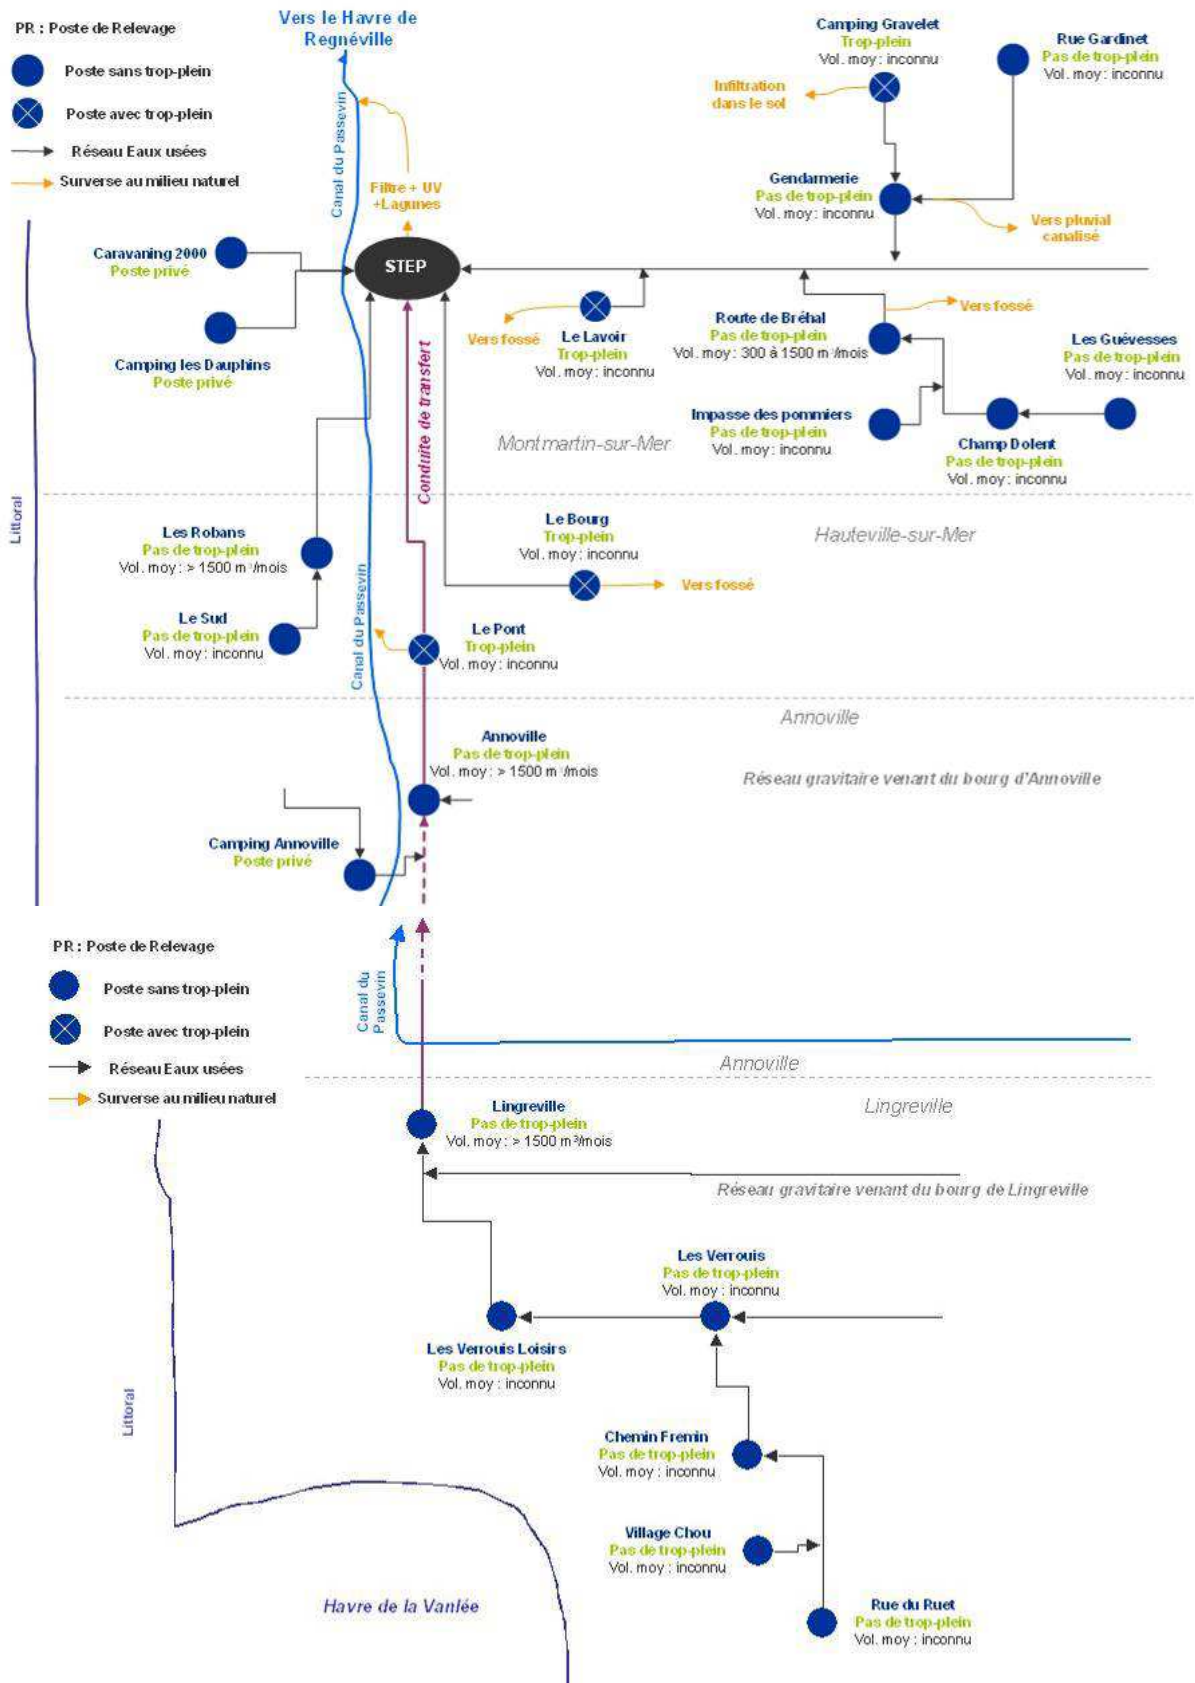 PR : Poste de Relevage
Poste sans trop-plein
Poste avec trop-plein
Réseau Eaux usées
Surverse au milieu naturel
Vers le Havre de
Regnéville
Canal du Passevin
Filtre + UV
+Lagunes
Camping Gravelet
Trop-plein
Vol. moy : inconnu
Infiltration
dans le sol
Rue Gardinet
Pas de trop-plein
Vol. moy : inconnu
Gendarmerie
Pas de trop-plein
Vol. moy : inconnu
Vers pluvial
canalisé
Caravaning 2000
Poste privé
STEP
Camping les Dauphins
Poste privé
Vers fossé
Le Lavoir
Trop-plein
Vol. moy : inconnu
Route de Bréhal
Pas de trop-plein
Vol. moy : 300 à 1500 m³/mois
Vers fossé
Les Guévesses
Pas de trop-plein
Vol. moy : inconnu
Impasse des pommiers
Pas de trop-plein
Vol. moy : inconnu
Champ Dolent
Pas de trop-plein
Vol. moy : inconnu
Conduite de transfert
Montmartin-sur-Mer
Littoral
Hauteville-sur-Mer
Les Robans
Pas de trop-plein
Vol. moy : > 1500 m³/mois
Le Bourg
Trop-plein
Vol. moy : inconnu
Vers fossé
Le Sud
Pas de trop-plein
Vol. moy : inconnu
Canal du Passevin
Le Pont
Trop-plein
Vol. moy : inconnu
Annoville
Annoville
Pas de trop-plein
Vol. moy : > 1500 m³/mois
Réseau gravitaire venant du bourg d'Annoville
Camping Annoville
Poste privé
PR : Poste de Relevage
Poste sans trop-plein
Poste avec trop-plein
Réseau Eaux usées
Surverse au milieu naturel
Canal du
Passevin
Annoville
Lingreville
Lingreville
Pas de trop-plein
Vol. moy : > 1500 m³/mois
Réseau gravitaire venant du bourg de Lingreville
Les Verrouis
Pas de trop-plein
Vol. moy : inconnu
Les Verrouis Loisirs
Pas de trop-plein
Vol. moy : inconnu
Littoral
Chemin Fremin
Pas de trop-plein
Vol. moy : inconnu
Village Chou
Pas de trop-plein
Vol. moy : inconnu
Rue du Ruet
Pas de trop-plein
Vol. moy : inconnu
Havre de la Vanlée